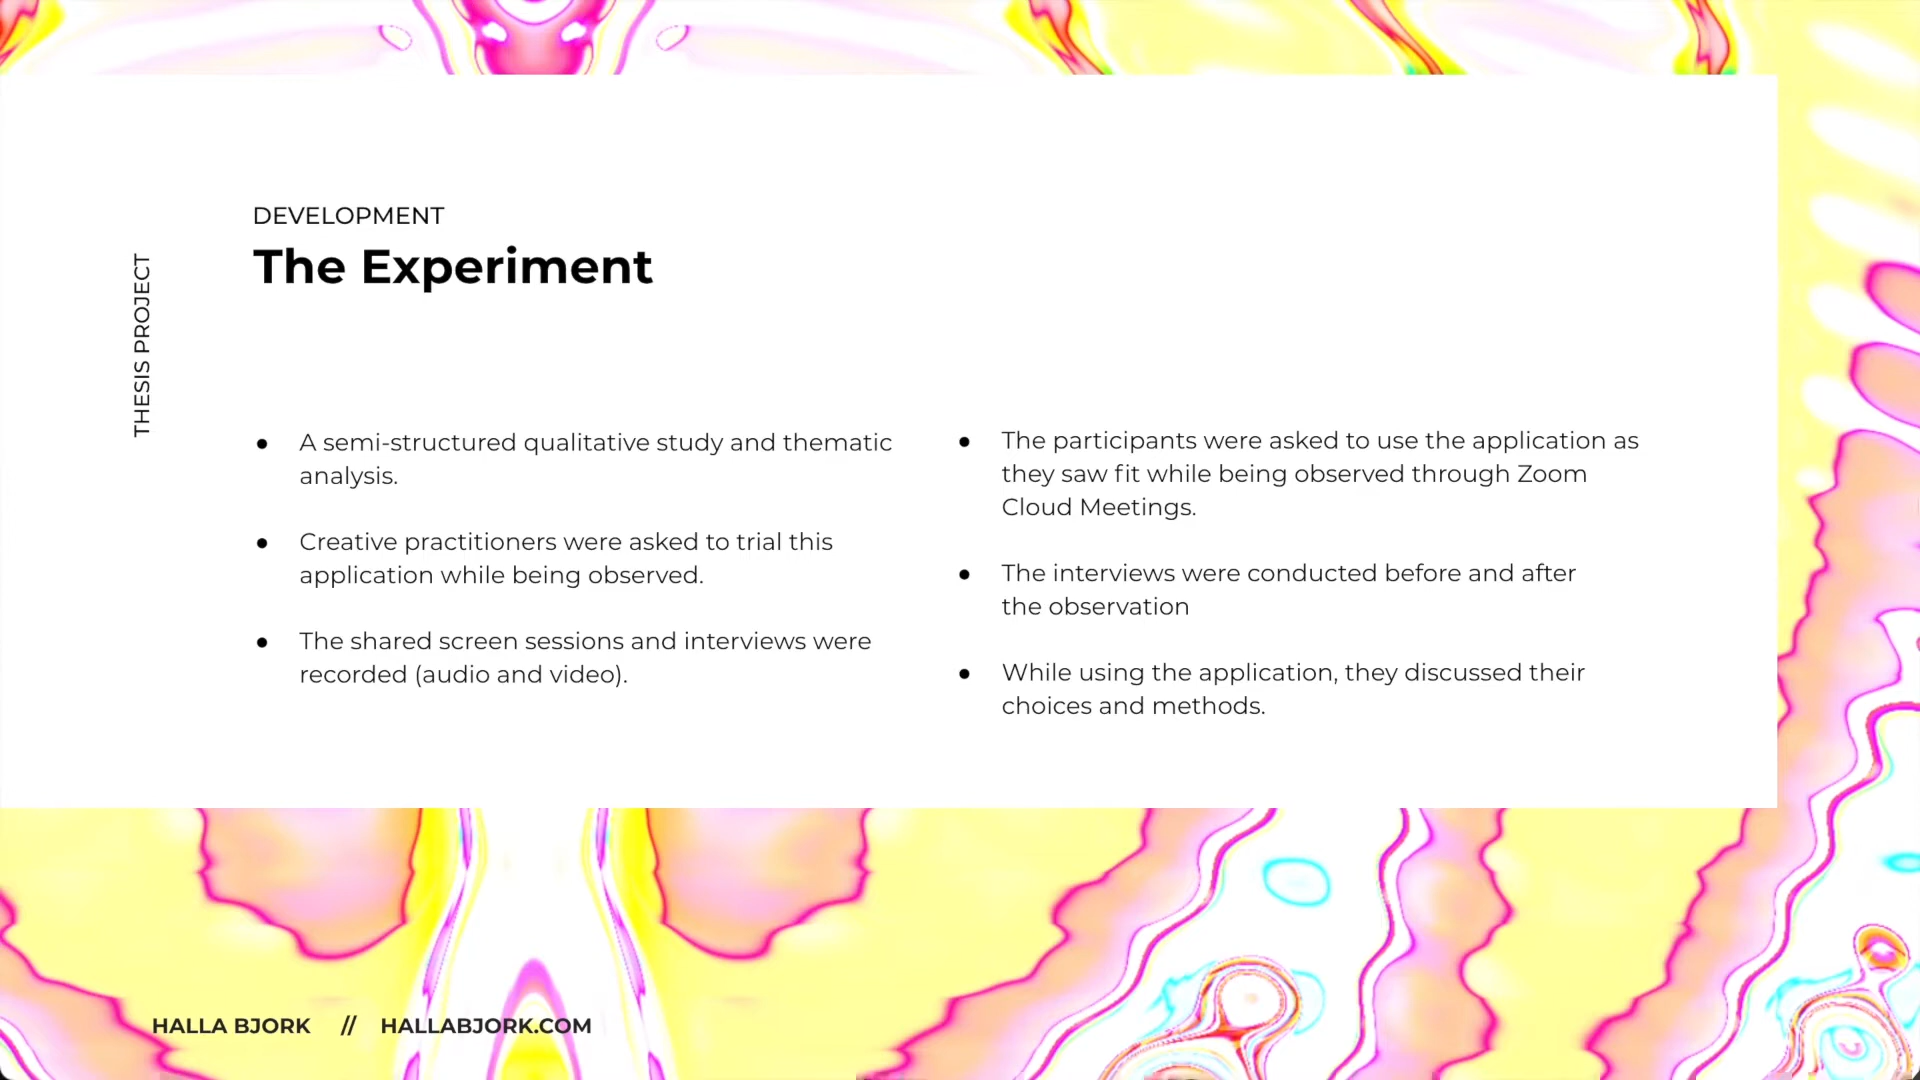 THESIS PROJECT
DEVELOPMENT
The Experiment
● A semi-structured qualitative study and thematic
analysis.
● Creative practitioners were asked to trial this
application while being observed.
● The shared screen sessions and interviews were
recorded (audio and video).
● The participants were asked to use the application as
they saw fit while being observed through Zoom
Cloud Meetings.
● The interviews were conducted before and after
the observation
● While using the application, they discussed their
choices and methods.
HALLA BJORK // HALLABJORK.COM